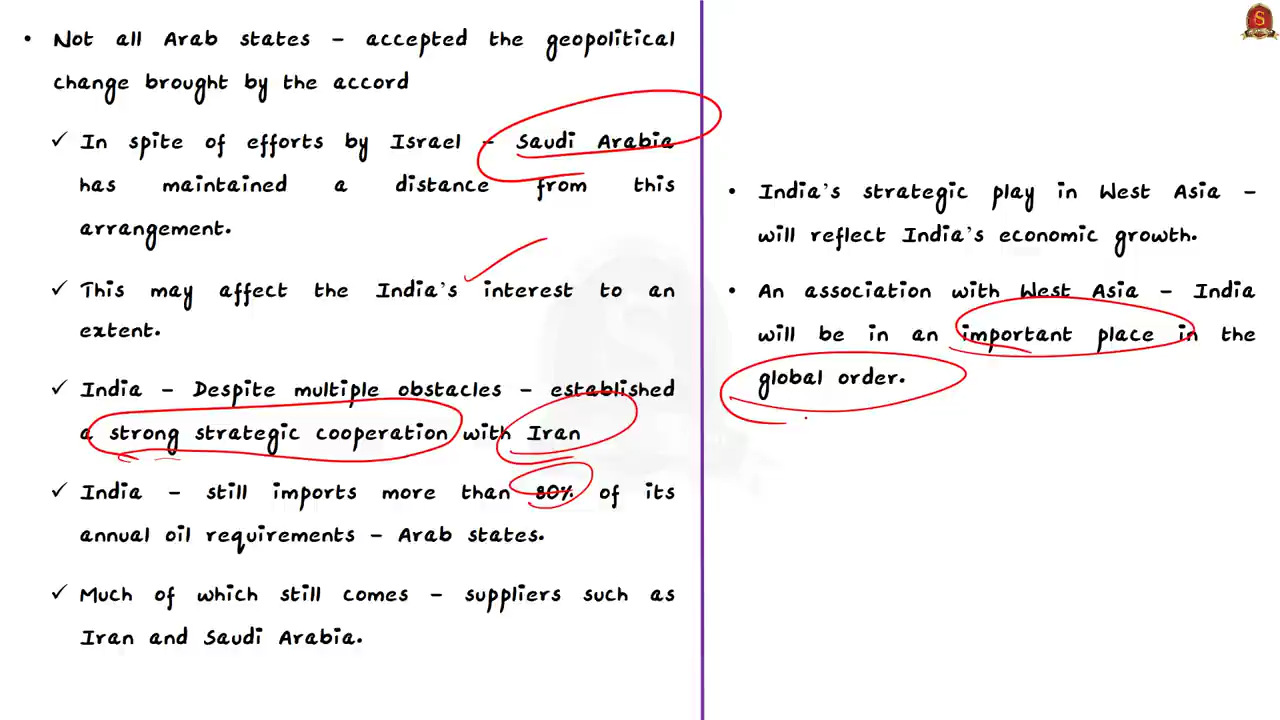 • Not all Arab states – accepted the geopolitical
change brought by the accord
✓ In spite of efforts by Israel – Saudi Arabia
has maintained a distance from this
arrangement.
✓ This may affect the India's interest to an
extent.
✓ India – Despite multiple obstacles – established
a strong strategic cooperation with Iran
✓ India – still imports more than 80% of its
annual oil requirements – Arab states.
✓ Much of which still comes – suppliers such as
Iran and Saudi Arabia.
• India's strategic play in West Asia –
will reflect India's economic growth.
• An association with West Asia – India
will be in an important place in the
global order.
S